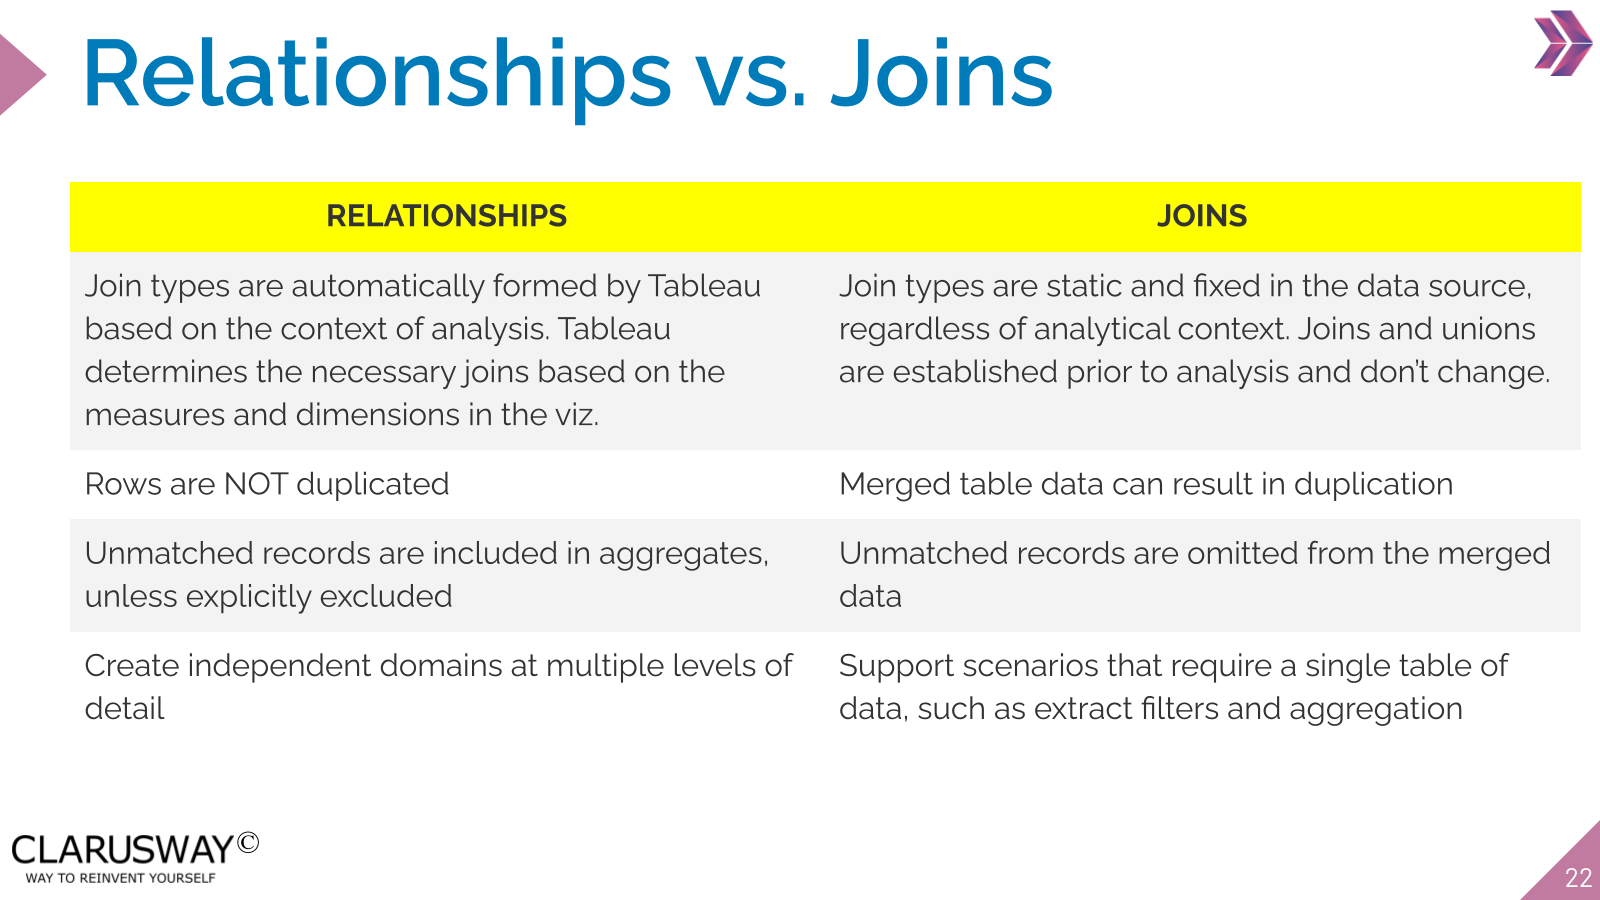 Relationships vs. Joins
RELATIONSHIPS
JOINS
Join types are automatically formed by Tableau
based on the context of analysis. Tableau
determines the necessary joins based on the
measures and dimensions in the viz.
Join types are static and fixed in the data source,
regardless of analytical context. Joins and unions
are established prior to analysis and don’t change.
Rows are NOT duplicated
Merged table data can result in duplication
Unmatched records are included in aggregates,
unless explicitly excluded
Unmatched records are omitted from the merged
data
Create independent domains at multiple levels of
detail
Support scenarios that require a single table of
data, such as extract filters and aggregation
CLARUSWAY©
WAY TO REINVENT YOURSELF
22